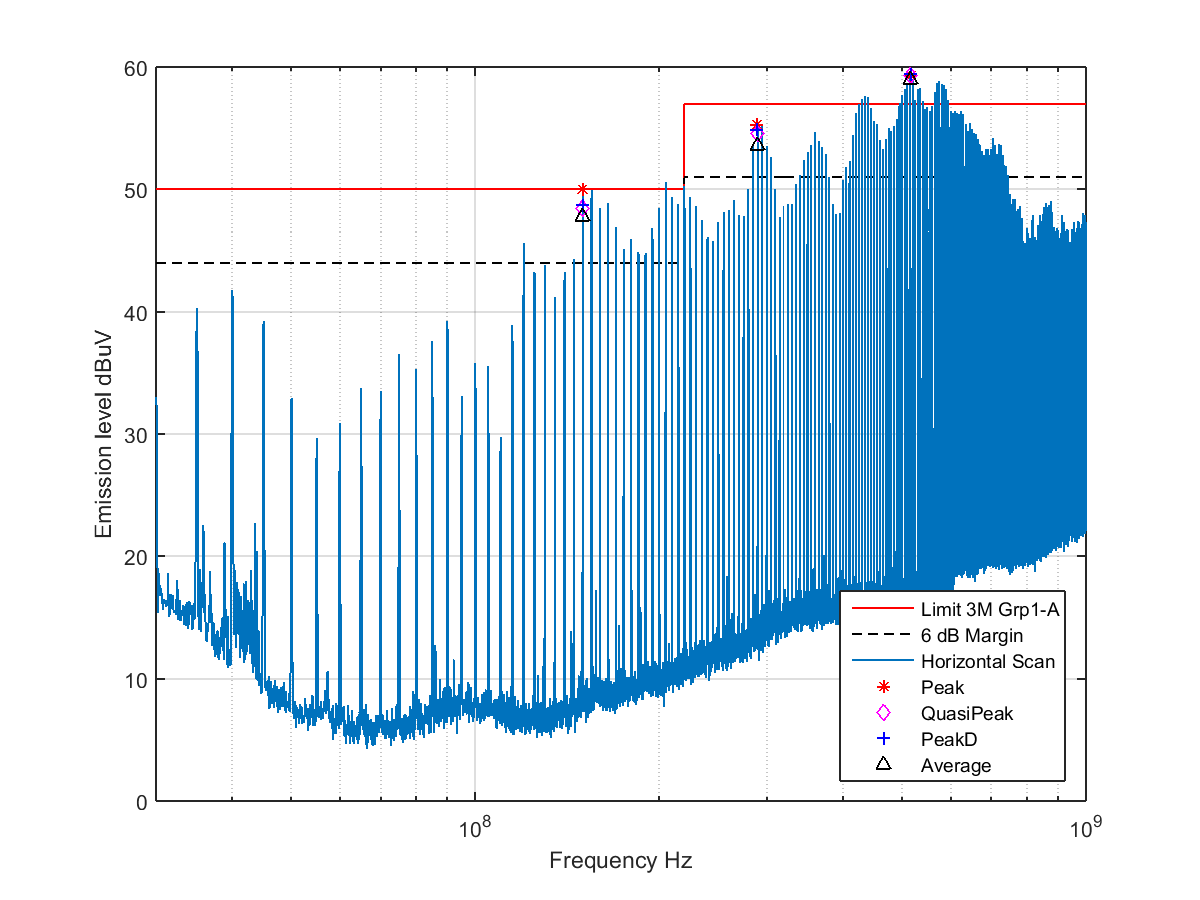 60
50
40
30
20
10
0
Emission level dBuV
10^8
10^9
Frequency Hz
Limit 3M Grp1-A
6 dB Margin
Horizontal Scan
Peak
QuasiPeak
PeakD
Average